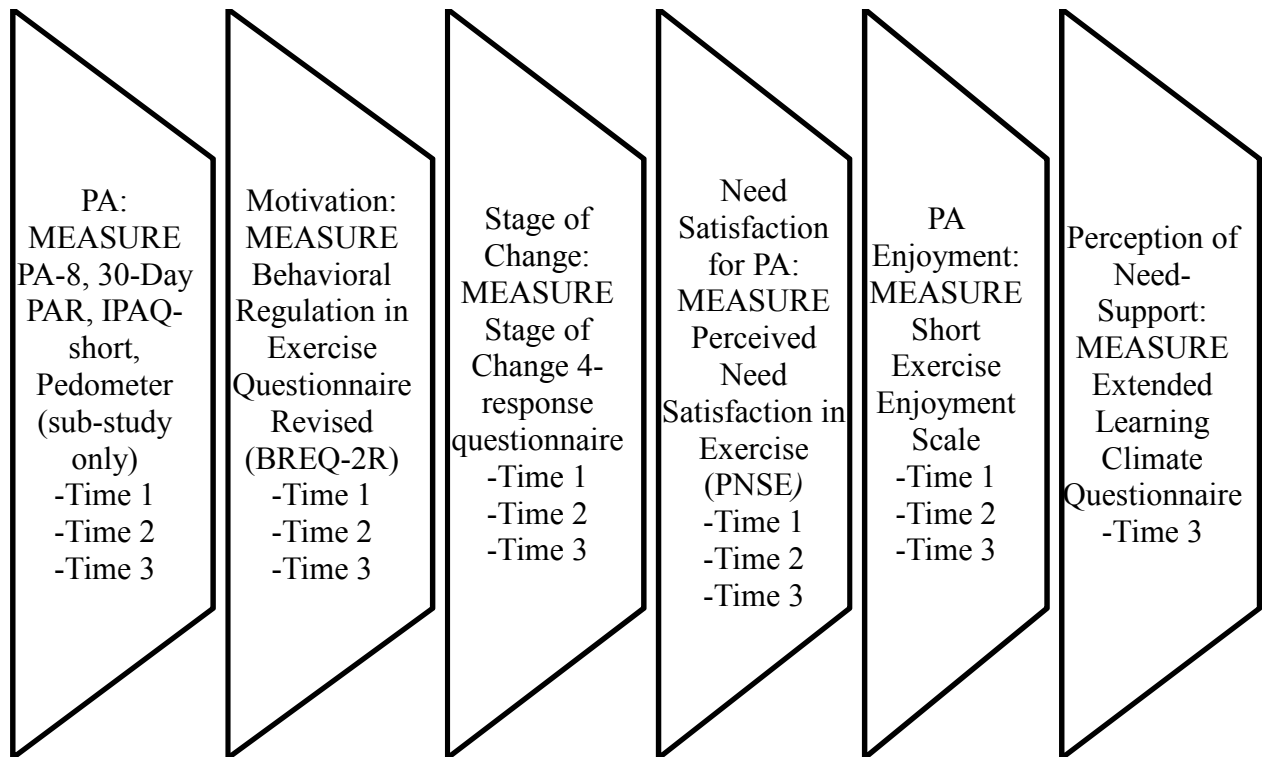 PA:
MEASURE
PA-8, 30-Day
PAR, IPAQ-
short,
Pedometer
(sub-study
only)
-Time 1
-Time 2
-Time 3
Motivation:
MEASURE
Behavioral
Regulation in
Exercise
Questionnaire
Revised
(BREQ-2R)
-Time 1
-Time 2
-Time 3
Stage of
Change:
MEASURE
Stage of
Change 4-
response
questionnaire
-Time 1
-Time 2
-Time 3
Need
Satisfaction
for PA:
MEASURE
Perceived
Need
Satisfaction in
Exercise
(PNSE)
-Time 1
-Time 2
-Time 3
PA
Enjoyment:
MEASURE
Short
Exercise
Enjoyment
Scale
-Time 1
-Time 2
-Time 3
Perception of
Need-
Support:
MEASURE
Extended
Learning
Climate
Questionnaire
-Time 3